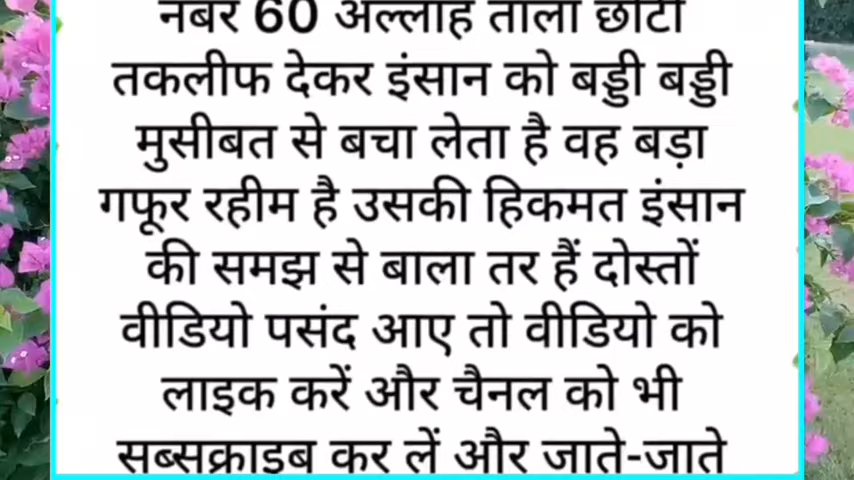 नंबर 60 अल्लाह ताला छोटी
तकलीफ देकर इंसान को बड्डी बड्डी
मुसीबत से बचा लेता है वह बड़ा
गफूर रहीम है उसकी हिकमत इंसान
की समझ से बाला तर हैं दोस्तों
वीडियो पसंद आए तो वीडियो को
लाइक करें और चैनल को भी
सब्सक्राइब कर लें और जाते-जाते